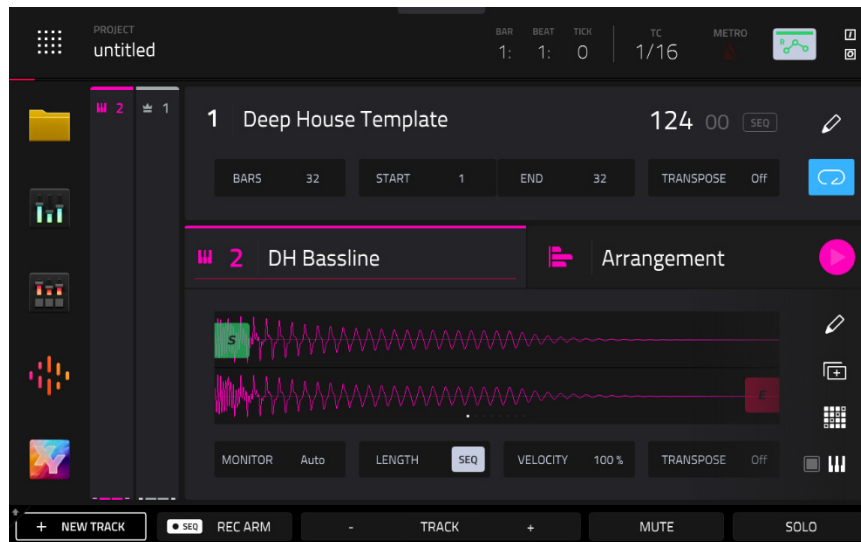 PROJECT
untitled
BAR BEAT TICK
1: 1: 0
TC
1/16
METRO
2 1
1 Deep House Template 124 00 SEQ
BARS 32 START 1 END 32 TRANSPOSE Off
2 DH Bassline
Arrangement
S
E
MONITOR Auto LENGTH SEQ VELOCITY 100 % TRANSPOSE Off
XY
+ NEW TRACK SEQ REC ARM - TRACK + MUTE SOLO